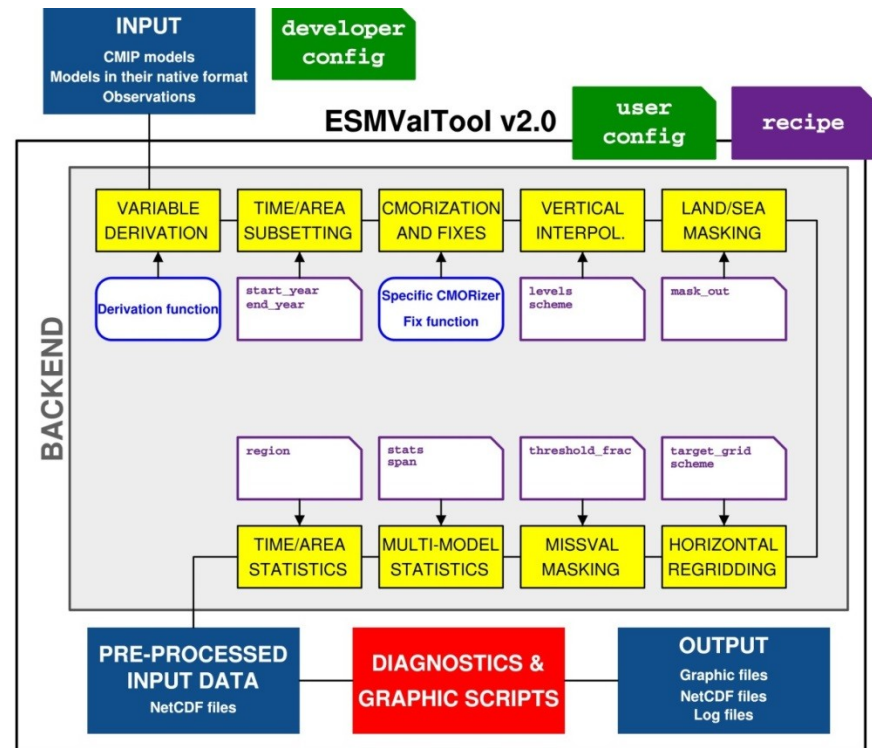 INPUT
CMIP models
Models in their native format
Observations
developer
config
ESMValTool v2.0
user
config
recipe
BACKEND
VARIABLE
DERIVATION
TIME/AREA
SUBSETTING
CMORIZATION
AND FIXES
VERTICAL
INTERPOL.
LAND/SEA
MASKING
Derivation function
start_year
end_year
Specific CMORizer
Fix function
levels
scheme
mask_out
region
stats
span
threshold_frac
target_grid
scheme
TIME/AREA
STATISTICS
MULTI-MODEL
STATISTICS
MISSVAL
MASKING
HORIZONTAL
REGRIDDING
PRE-PROCESSED
INPUT DATA
NetCDF files
DIAGNOSTICS &
GRAPHIC SCRIPTS
OUTPUT
Graphic files
NetCDF files
Log files